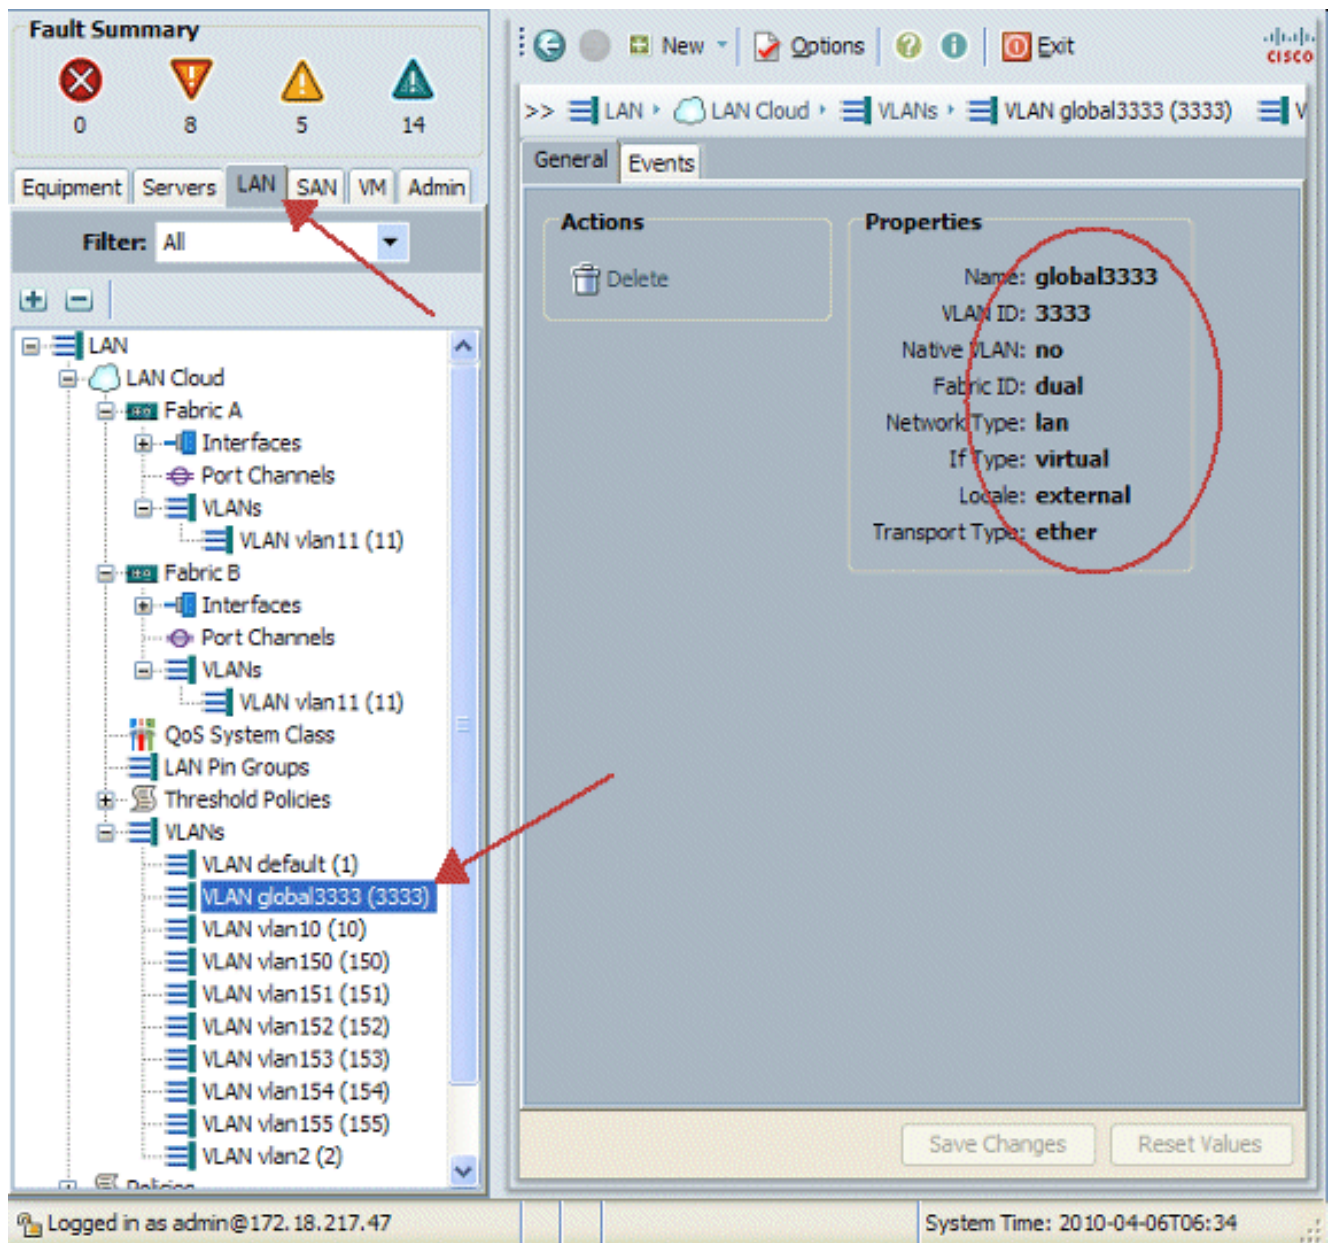 Fault Summary
0 8 5 14
Equipment Servers LAN SAN VM Admin
Filter: All
LAN
LAN Cloud
Fabric A
Interfaces
Port Channels
VLANs
VLAN vlan11 (11)
Fabric B
Interfaces
Port Channels
VLANs
VLAN vlan11 (11)
QoS System Class
LAN Pin Groups
Threshold Policies
VLANs
VLAN default (1)
VLAN global3333 (3333)
VLAN vlan10 (10)
VLAN vlan150 (150)
VLAN vlan151 (151)
VLAN vlan152 (152)
VLAN vlan153 (153)
VLAN vlan154 (154)
VLAN vlan155 (155)
VLAN vlan2 (2)
Policies
New Options Exit
CISCO
>> LAN LAN Cloud VLANs VLAN global3333 (3333) V
General Events
Actions
Delete
Properties
Name: global3333
VLAN ID: 3333
Native VLAN: no
Fabric ID: dual
Network Type: lan
If Type: virtual
Locale: external
Transport Type: ether
Save Changes Reset Values
Logged in as admin@172.18.217.47
System Time: 2010-04-06T06:34